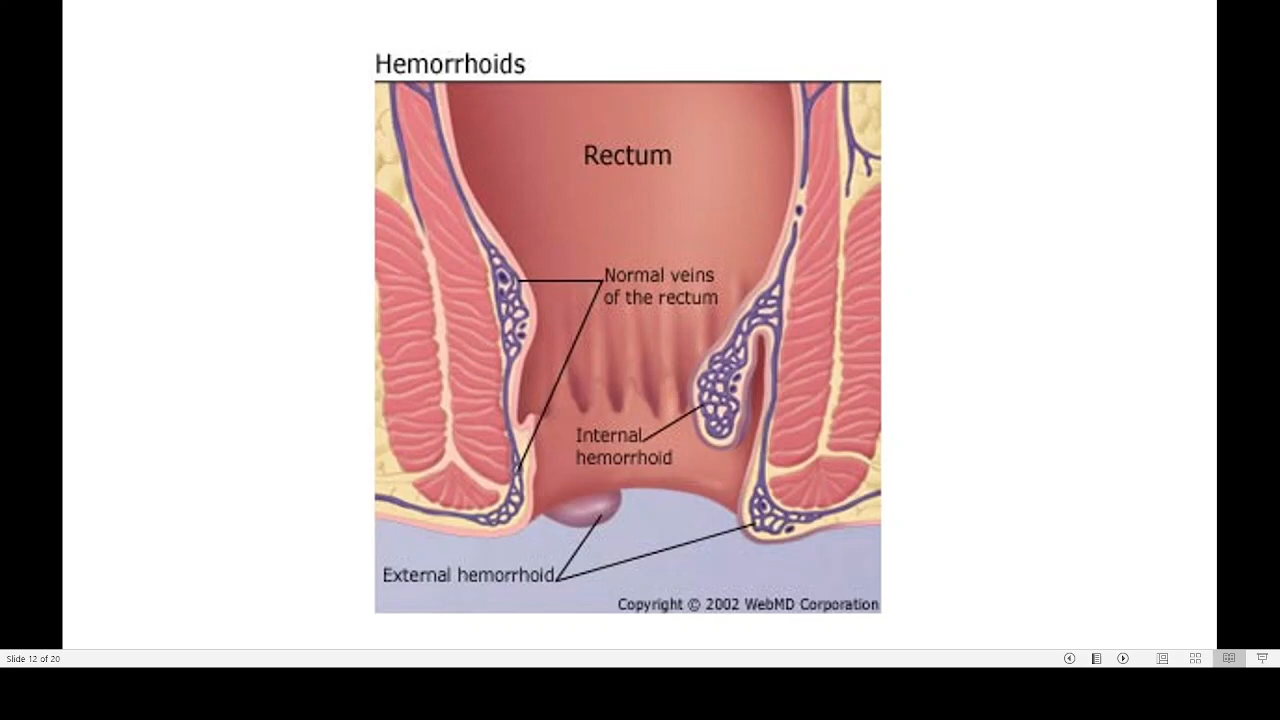 Hemorrhoids
Rectum
Normal veins
of the rectum
Internal
hemorrhoid
External hemorrhoid
Copyright © 2002 WebMD Corporation
Slide 12 of 20